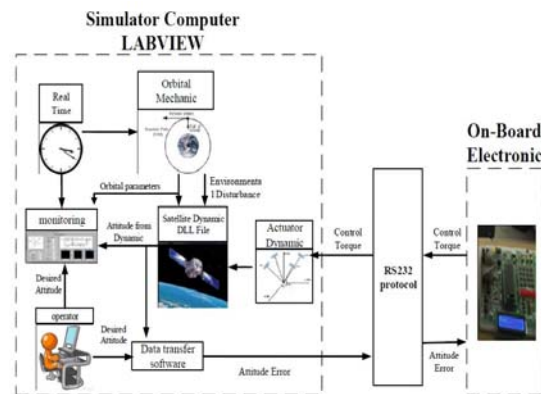 Simulator Computer
LABVIEW
Real
Time
Orbital
Mechanic
On-Board
Electronic
Environmenta
l Disturbance
Orbital parameters
monitoring
Attitude from
Dynamic
Satellite Dynamic
DLL File
Actuator
Dynamic
Control
Torque
RS232
protocol
Control
Torque
Desired
Attitude
operator
Desired
Attitude
Data transfer
software
Attitude Error
Attitude
Error